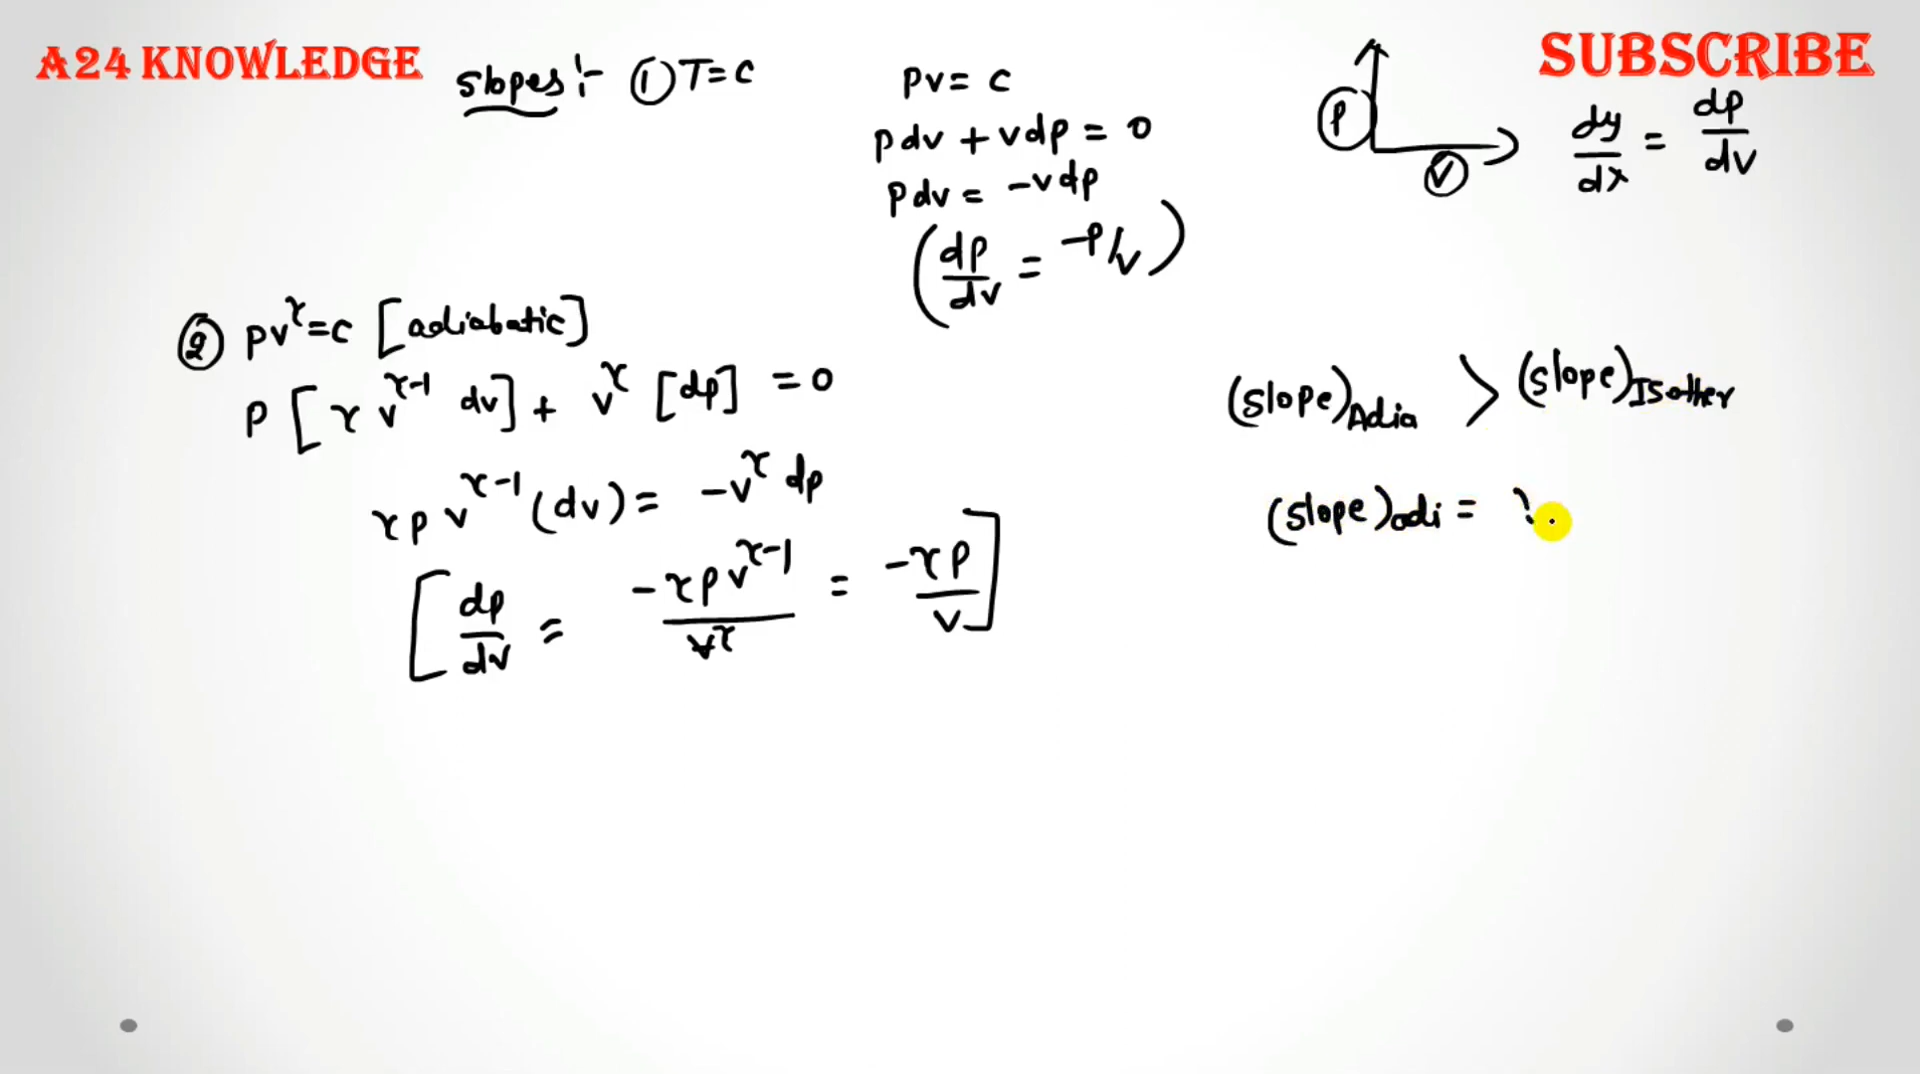 A24 KNOWLEDGE
SUBSCRIBE
slopes :- ① T = C
PV = C
Pdv + Vdp = 0
Pdv = -vdp
(dp/dv = -P/V)
P
V
dy/dx = dp/dv
② PV^γ = C [adiabatic]
P [γ V^γ-1 dv] + V^γ [dp] = 0
γ P V^γ-1 (dv) = -V^γ dp
[dp/dv = -γ P V^γ-1 / V^γ = -γ P / V]
(slope)Adia > (slope)Isother
(slope)adi =